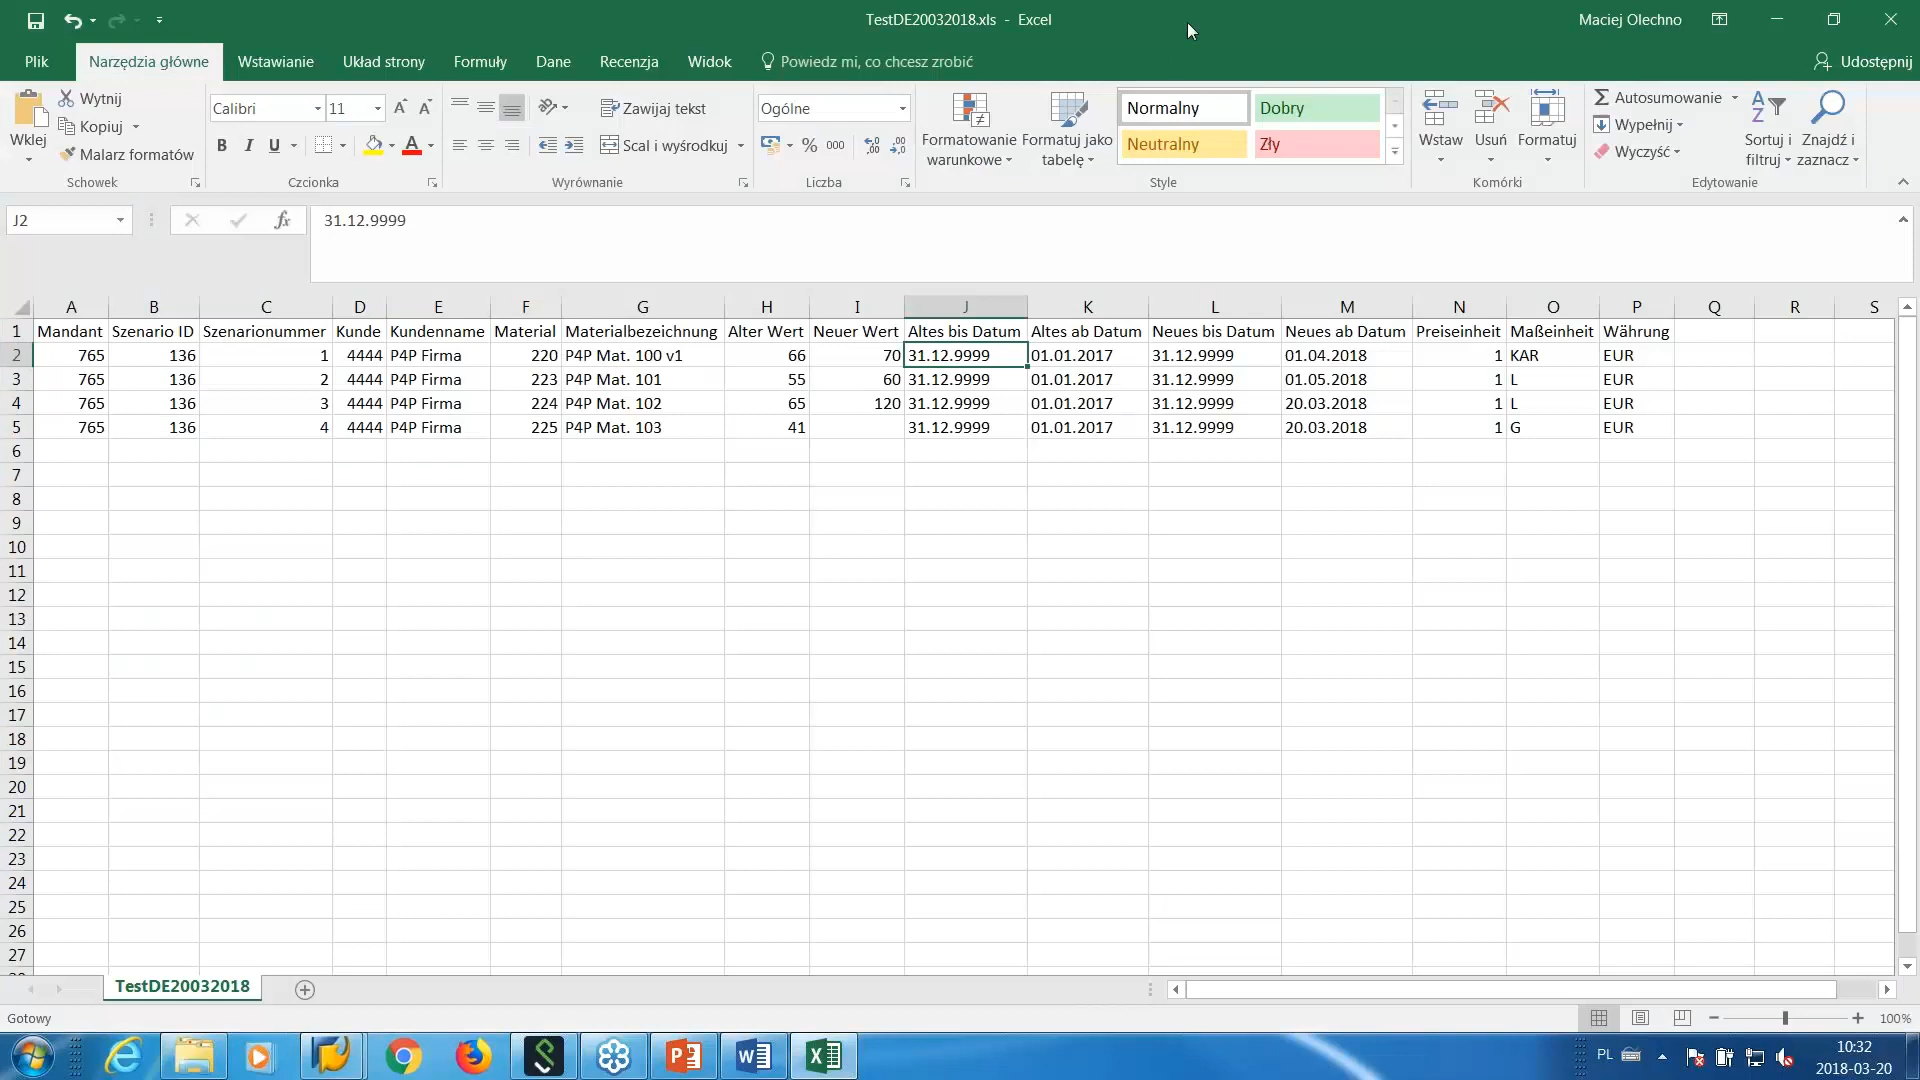 TestDE20032018.xls - Excel
Maciej Olechno
Plik Narzędzia główne Wstawianie Układ strony Formuły Dane Recenzja Widok Powiedz mi, co chcesz zrobić Udostępnij
Wklej
Wytnij
Kopiuj
Malarz formatów
Schowek
Calibri 11 A A
B I U A
Czcionka
Zawijaj tekst
Scal i wyśrodkuj
Wyrównanie
Ogólne
% 000
Liczba
Formatowanie warunkowe
Formatuj jako tabelę
Normalny Dobry
Neutralny Zły
Style
Wstaw Usuń Formatuj
Komórki
Autosumowanie
Wypełnij
Wyczyść
Sortuj i filtruj
Znajdź i zaznacz
Edytowanie
J2 fx 31.12.9999
A B C D E F G H I J K L M N O P Q R S
1 Mandant Szenario ID Szenarionummer Kunde Kundenname Material Materialbezeichnung Alter Wert Neuer Wert Altes bis Datum Altes ab Datum Neues bis Datum Neues ab Datum Preiseinheit Maßeinheit Währung
2 765 136 1 4444 P4P Firma 220 P4P Mat. 100 v1 66 70 31.12.9999 01.01.2017 31.12.9999 01.04.2018 1 KAR EUR
3 765 136 2 4444 P4P Firma 223 P4P Mat. 101 55 60 31.12.9999 01.01.2017 31.12.9999 01.05.2018 1 L EUR
4 765 136 3 4444 P4P Firma 224 P4P Mat. 102 65 120 31.12.9999 01.01.2017 31.12.9999 20.03.2018 1 L EUR
5 765 136 4 4444 P4P Firma 225 P4P Mat. 103 41 31.12.9999 01.01.2017 31.12.9999 20.03.2018 1 G EUR
6
7
8
9
10
11
12
13
14
15
16
17
18
19
20
21
22
23
24
25
26
27
TestDE20032018
Gotowy
100%
PL
10:32
2018-03-20